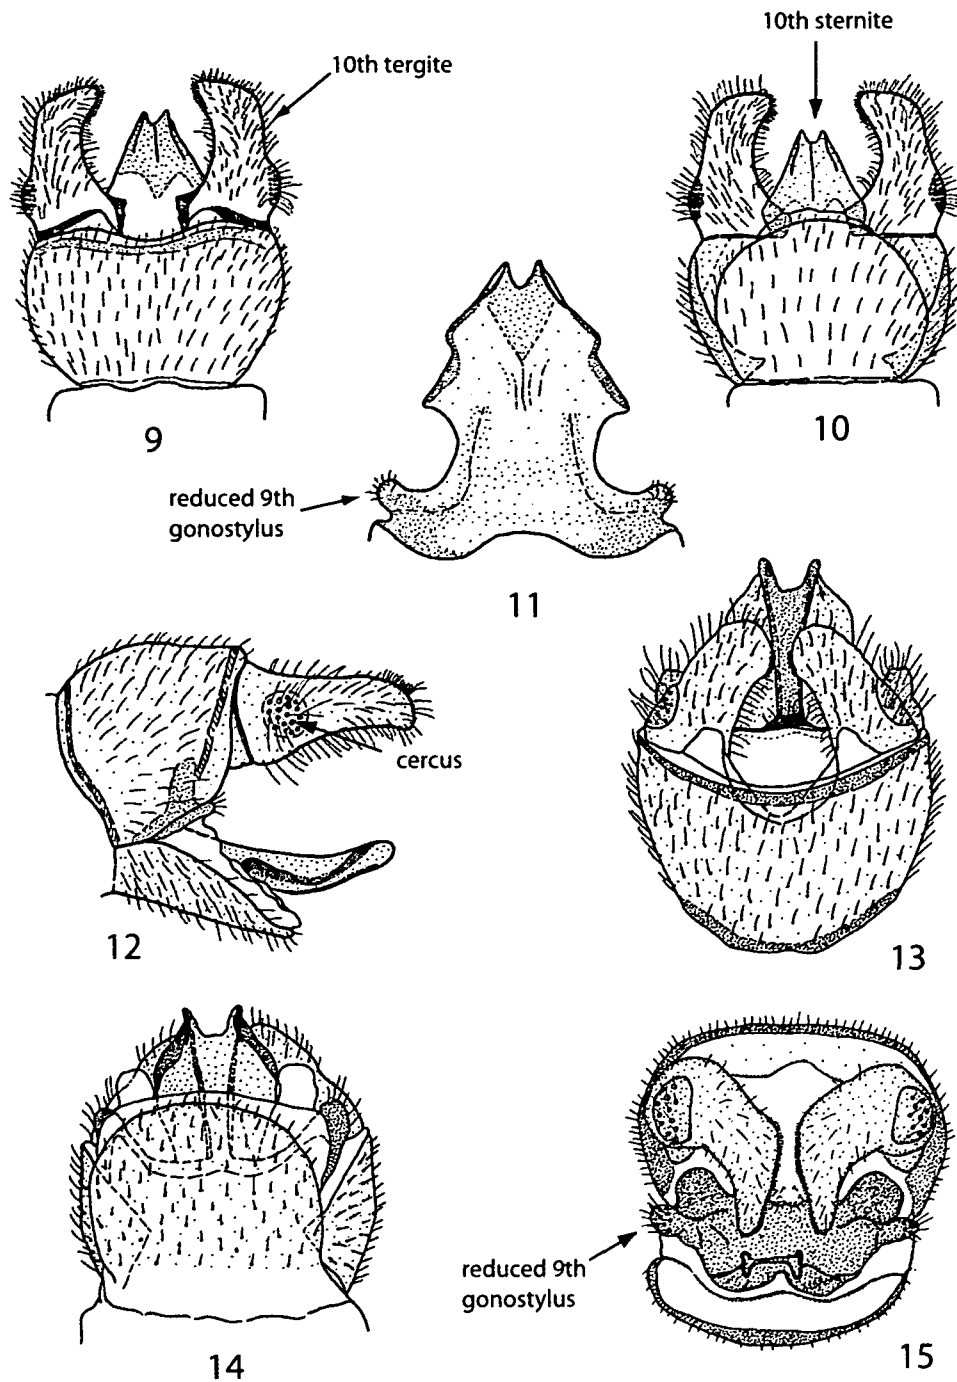 10th sternite
10th tergite
9
10
reduced 9th
gonostylus
11
cercus
12
13
reduced 9th
gonostylus
14
15